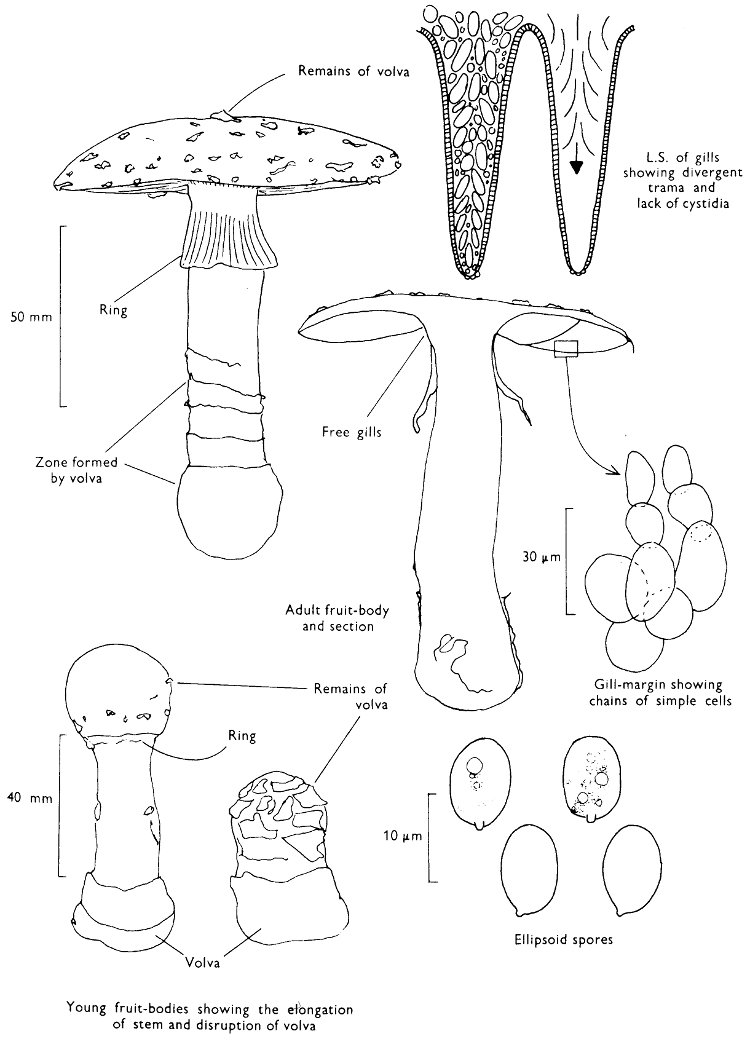 Remains of volva
L.S. of gills
showing divergent
trama and
lack of cystidia
50 mm
Ring
Free gills
Zone formed
by volva
30 µm
Adult fruit-body
and section
Gill-margin showing
chains of simple cells
Remains of
volva
Ring
40 mm
10 µm
Volva
Ellipsoid spores
Young fruit-bodies showing the elongation
of stem and disruption of volva